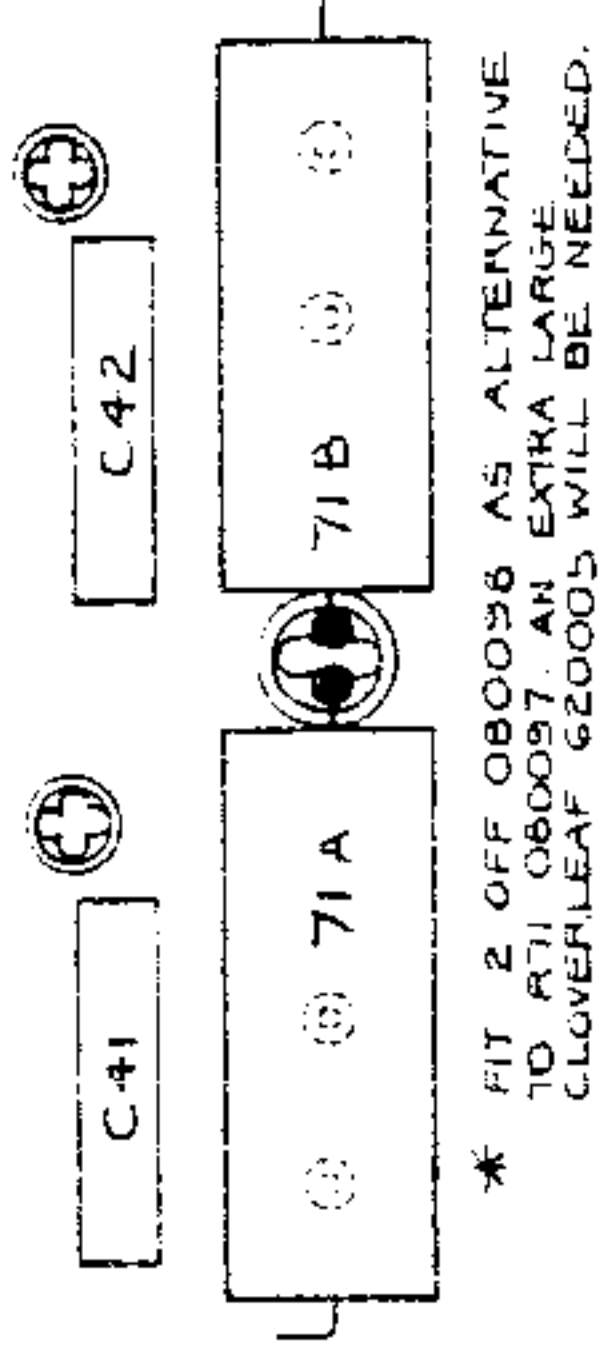 C41
C42
71A
71B
* FIT 2 OFF 080096 AS ALTERNATIVE
TO R71 080097. AN EXTRA LARGE
CLOVERLEAF 620005 WILL BE NEEDED.